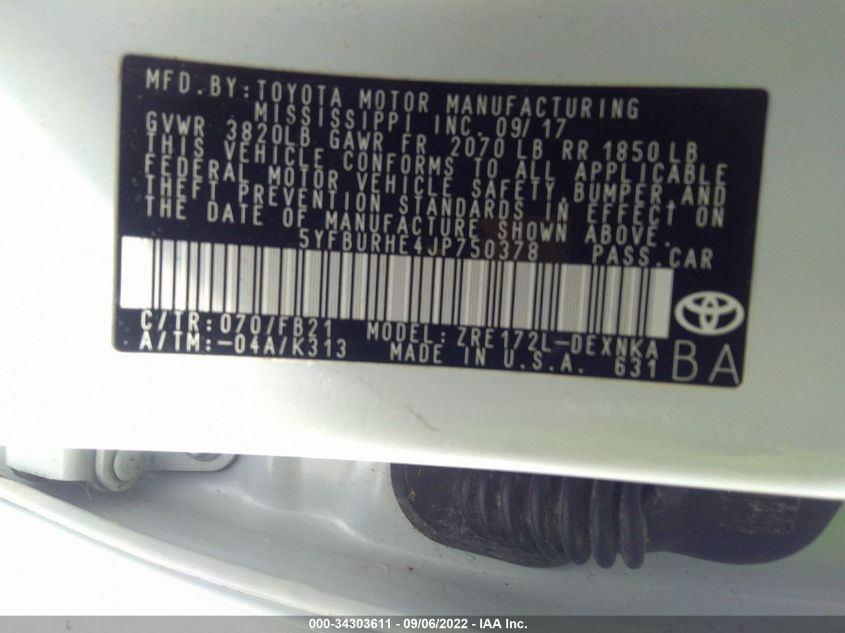 MFD.BY:TOYOTA MOTOR MANUFACTURING
MISSISSIPPI INC. 09/17
GVWR 3820LB GAWR FR 2070 LB RR 1850 LB
THIS VEHICLE CONFORMS TO ALL APPLICABLE
FEDERAL MOTOR VEHICLE SAFETY, BUMPER, AND
THEFT PREVENTION STANDARDS IN EFFECT ON
THE DATE OF MANUFACTURE SHOWN ABOVE.
5YFBURHE4JP750378 PASS.CAR
C/TR:070/FB21 MODEL: ZRE172L-DEXNKA
A/TM:-04A/K313 MADE IN U.S.A. 631 BA
000-34303611 - 09/06/2022 - IAA Inc.